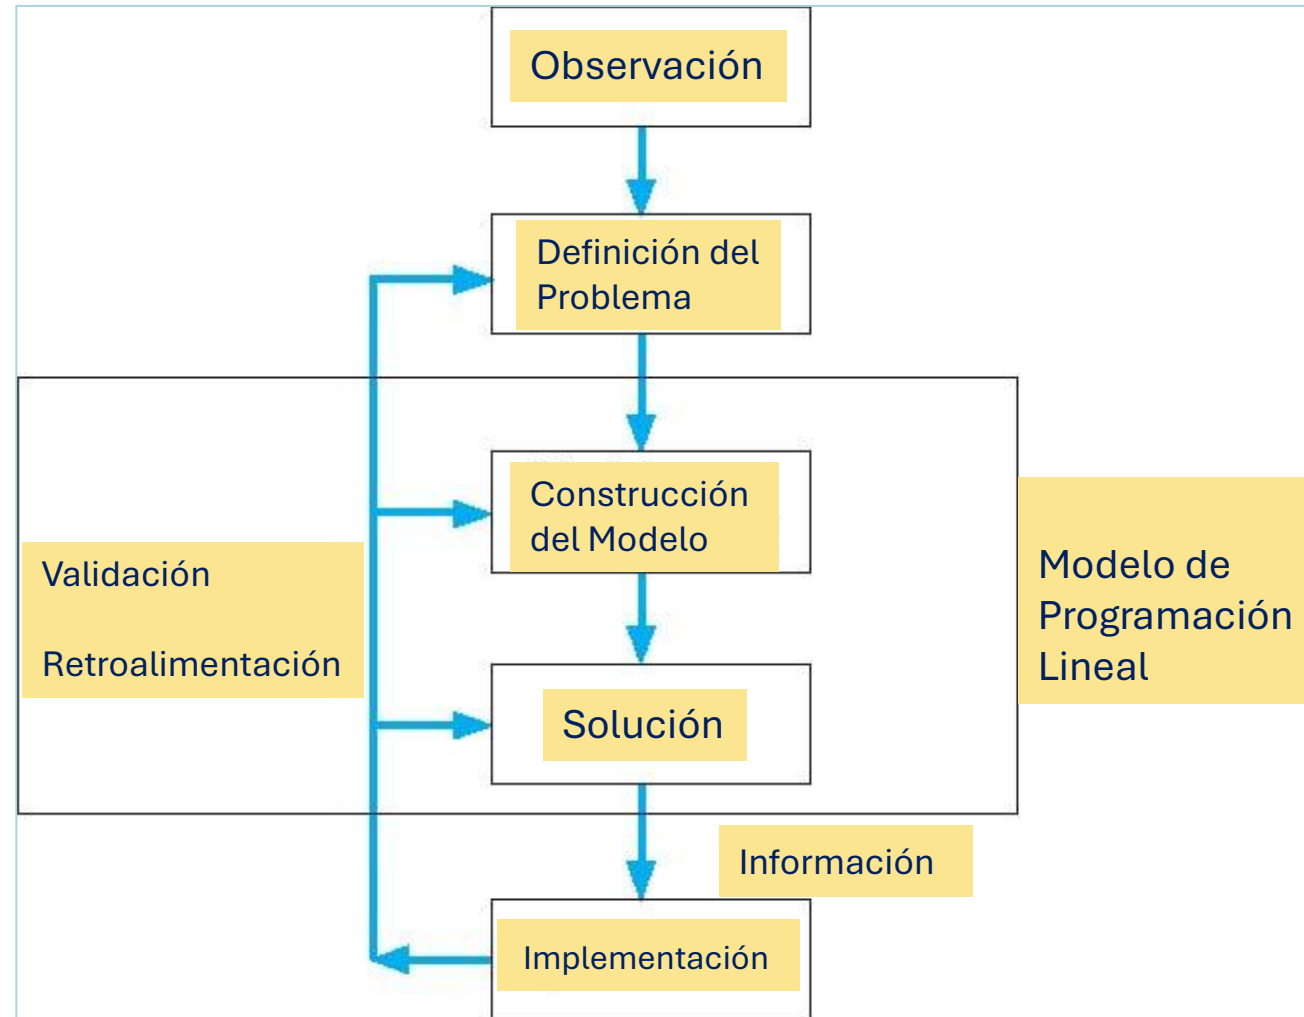 Observación
Definición del
Problema
Construcción
del Modelo
Validación
Retroalimentación
Modelo de
Programación
Lineal
Solución
Información
Implementación